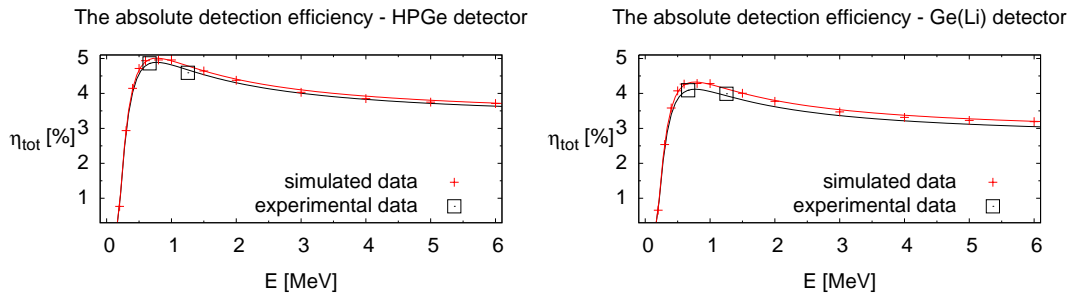 The absolute detection efficiency - HPGe detector
5
4
3
2
1
ηtot [%]
simulated data
experimental data
0 1 2 3 4 5 6
E [MeV]
The absolute detection efficiency - Ge(Li) detector
5
4
3
2
1
ηtot [%]
simulated data
experimental data
0 1 2 3 4 5 6
E [MeV]